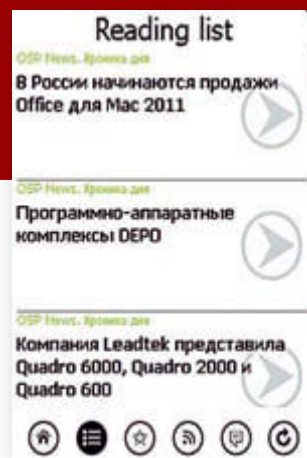 Reading list
OSP News. Хроника дня
В России начинаются продажи
Office для Mac 2011
OSP News. Хроника дня
Программно-аппаратные
комплексы DEPO
OSP News. Хроника дня
Компания Leadtek представила
Quadro 6000, Quadro 2000 и
Quadro 600